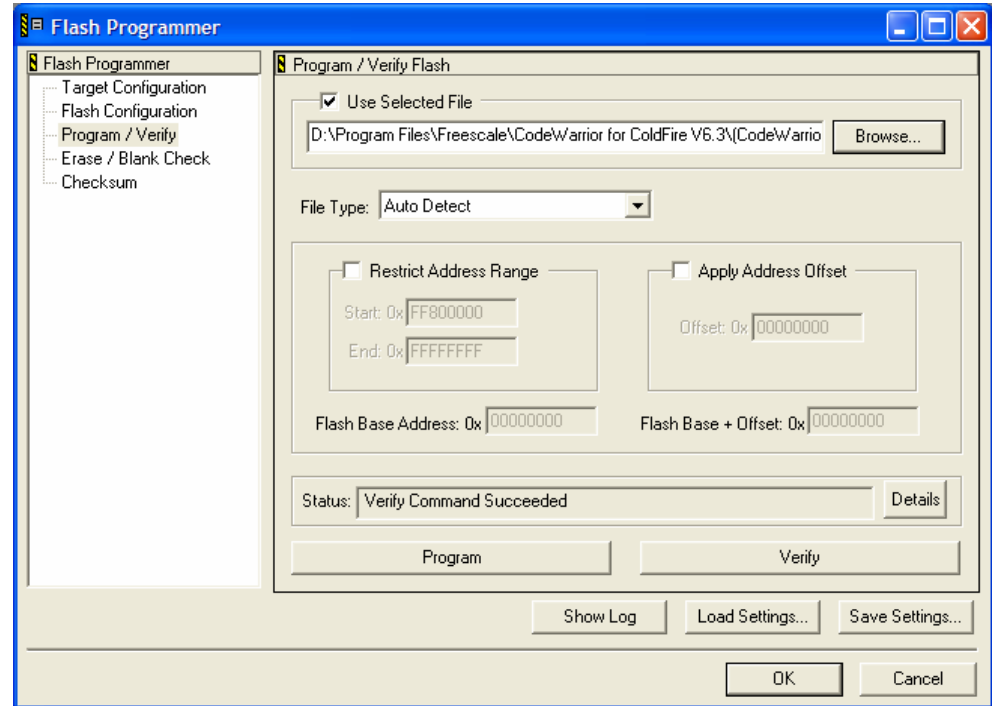 Flash Programmer
Flash Programmer
Target Configuration
Flash Configuration
Program / Verify
Erase / Blank Check
Checksum
Program / Verify Flash
Use Selected File
D:\Program Files\Freescale\CodeWarrior for ColdFire V6.3\(CodeWarrio
Browse...
File Type: Auto Detect
Restrict Address Range
Start: 0x FF800000
End: 0x FFFFFFFF
Apply Address Offset
Offset: 0x 00000000
Flash Base Address: 0x 00000000
Flash Base + Offset: 0x 00000000
Status: Verify Command Succeeded
Details
Program
Verify
Show Log
Load Settings...
Save Settings...
OK
Cancel